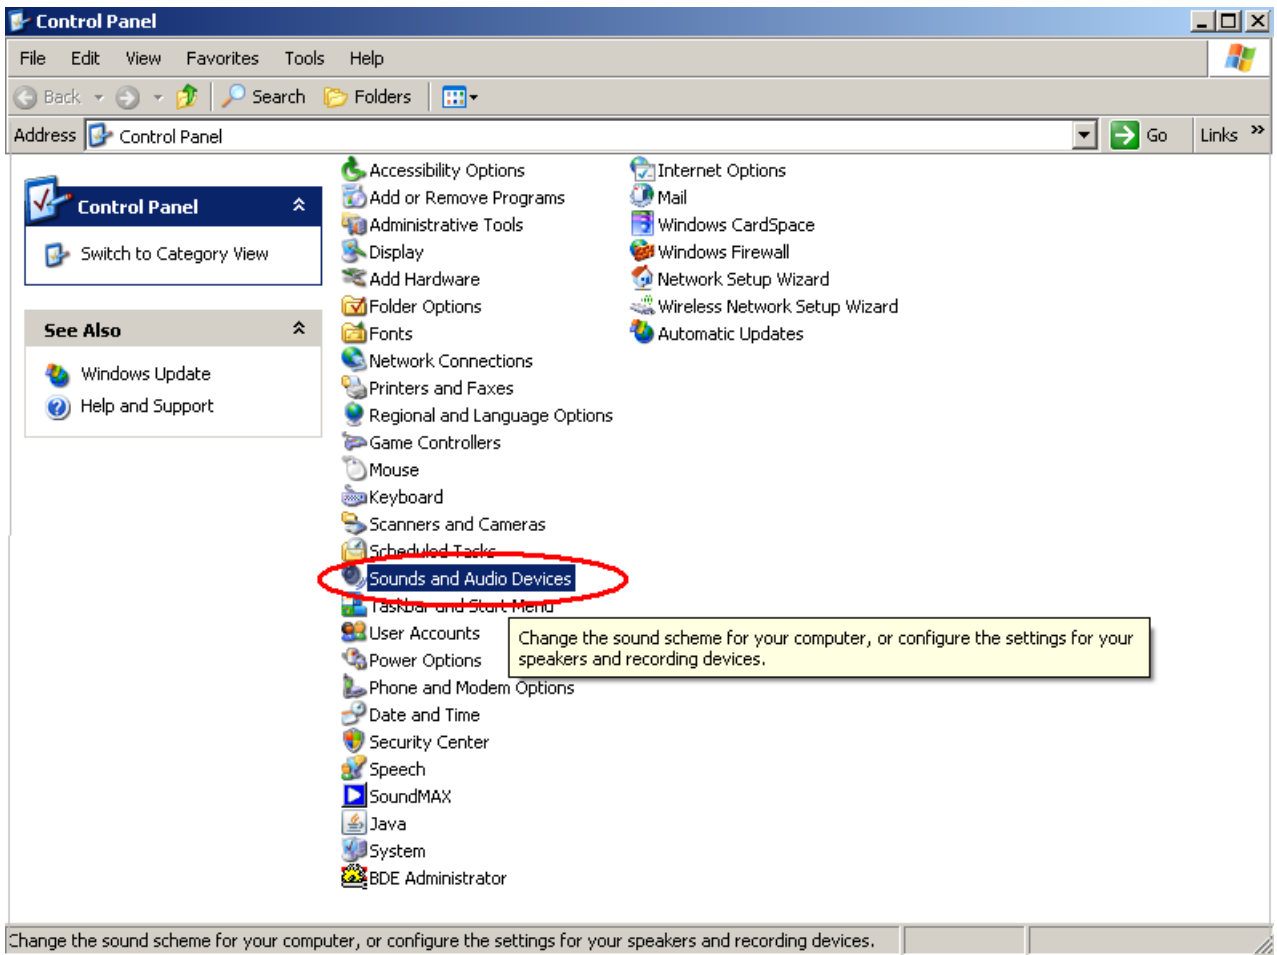 Control Panel
File Edit View Favorites Tools Help
Back Search Folders
Address Control Panel Go Links »
Control Panel
Switch to Category View
See Also
Windows Update
Help and Support
Accessibility Options
Add or Remove Programs
Administrative Tools
Display
Add Hardware
Folder Options
Fonts
Network Connections
Printers and Faxes
Regional and Language Options
Game Controllers
Mouse
Keyboard
Scanners and Cameras
Scheduled Tasks
Sounds and Audio Devices
Taskbar and Start Menu
User Accounts
Power Options
Phone and Modem Options
Date and Time
Security Center
Speech
SoundMAX
Java
System
BDE Administrator
Internet Options
Mail
Windows CardSpace
Windows Firewall
Network Setup Wizard
Wireless Network Setup Wizard
Automatic Updates
Change the sound scheme for your computer, or configure the settings for your
speakers and recording devices.
Change the sound scheme for your computer, or configure the settings for your speakers and recording devices.